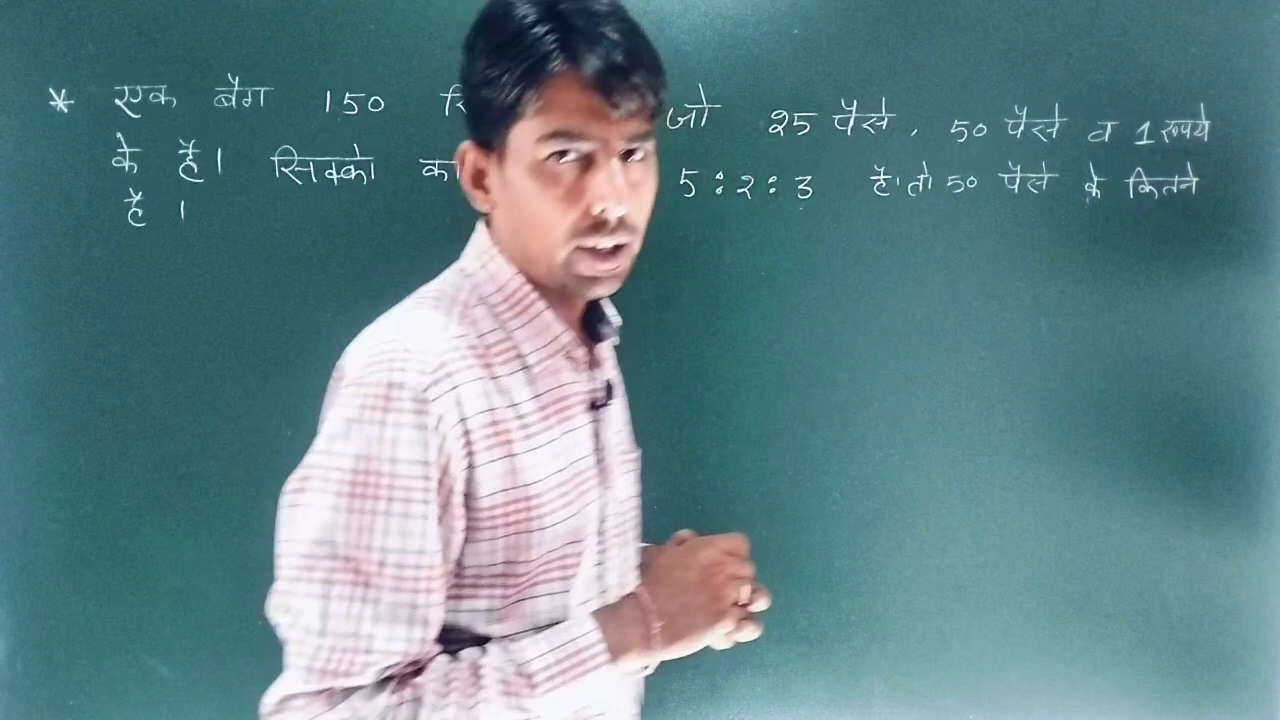 * एक बैग 150 जो 25 पैसे, 50 पैसे व 1 रूपये
के है। सिक्को का 5:2:3 है। तो 50 पैसे के कितने
है ।